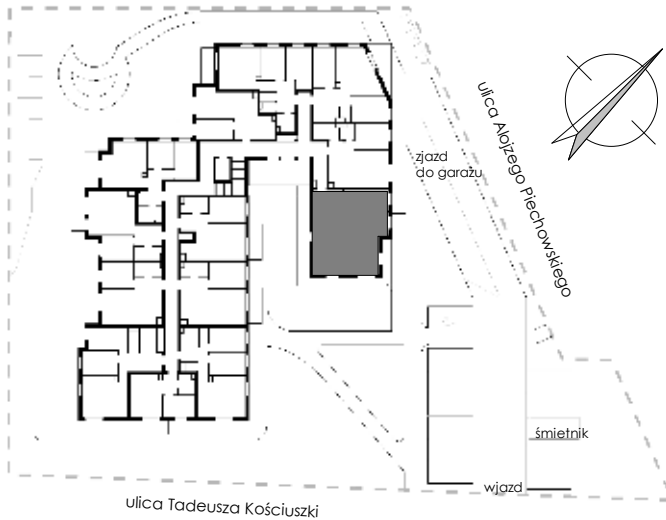 ulica Alojzego Piechowskiego
zjazd
do garażu
śmietnik
wjazd
ulica Tadeusza Kościuszki